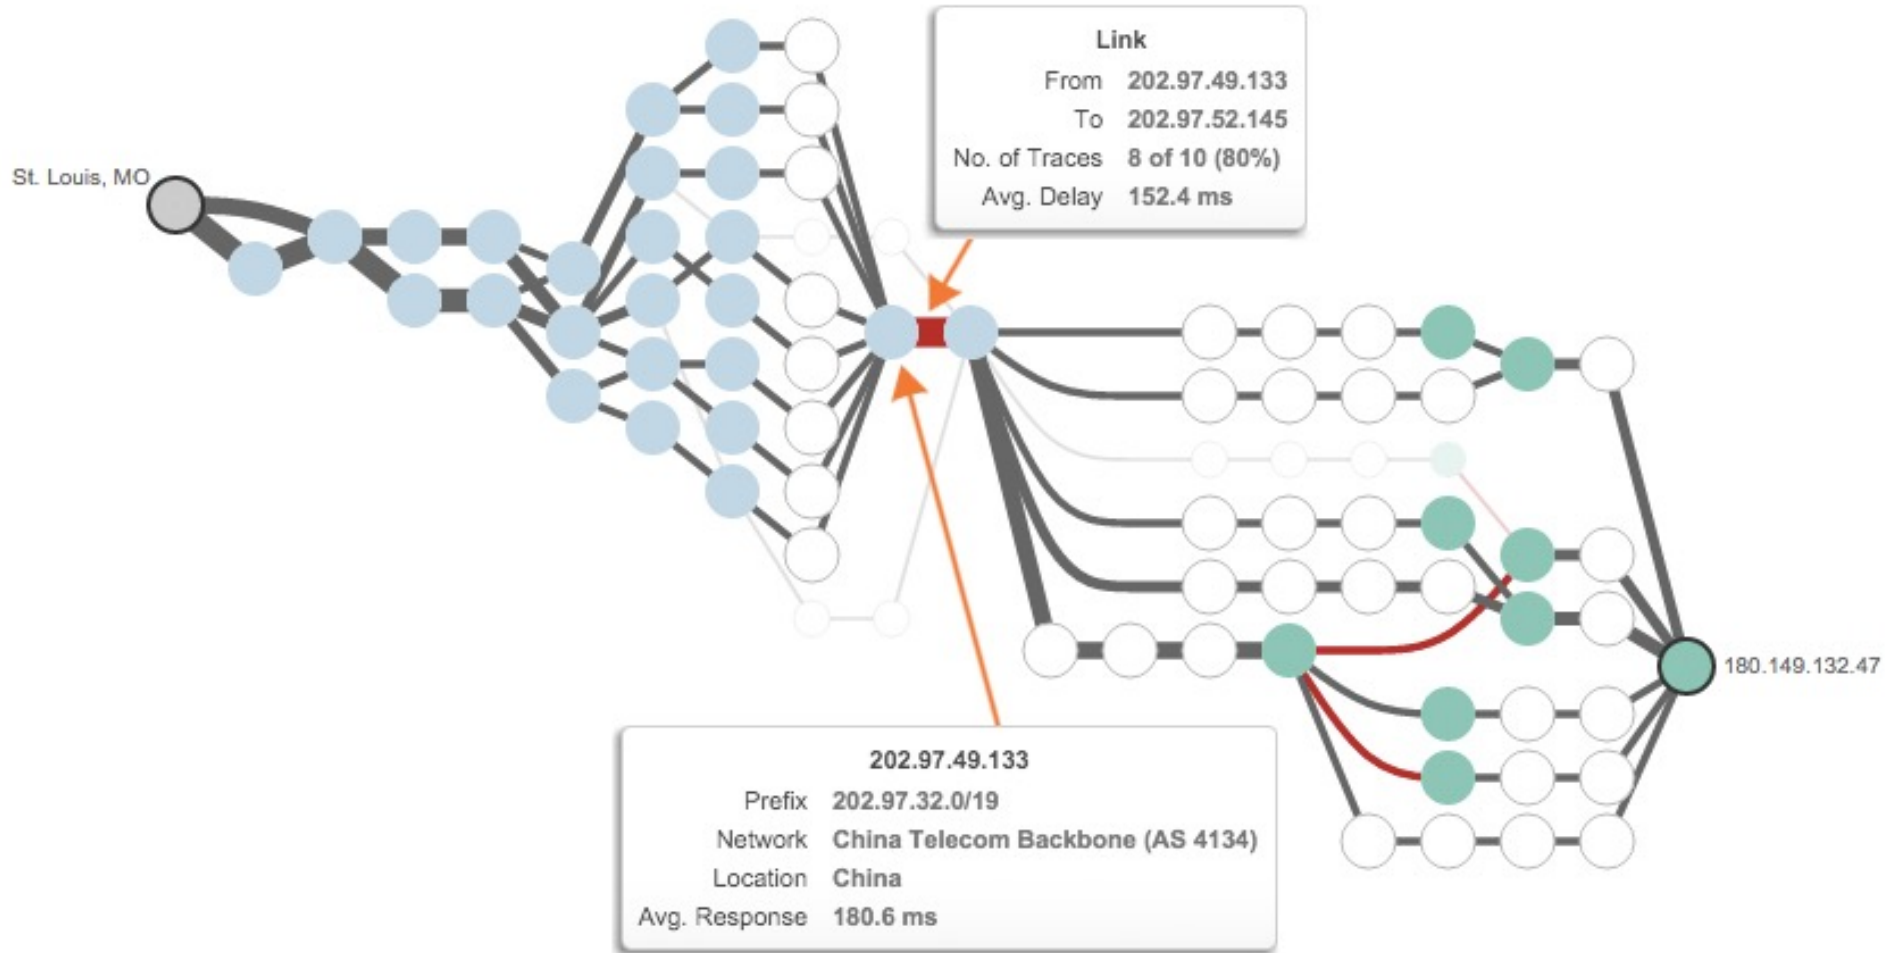 Link
From 202.97.49.133
To 202.97.52.145
No. of Traces 8 of 10 (80%)
Avg. Delay 152.4 ms
St. Louis, MO
180.149.132.47
202.97.49.133
Prefix 202.97.32.0/19
Network China Telecom Backbone (AS 4134)
Location China
Avg. Response 180.6 ms